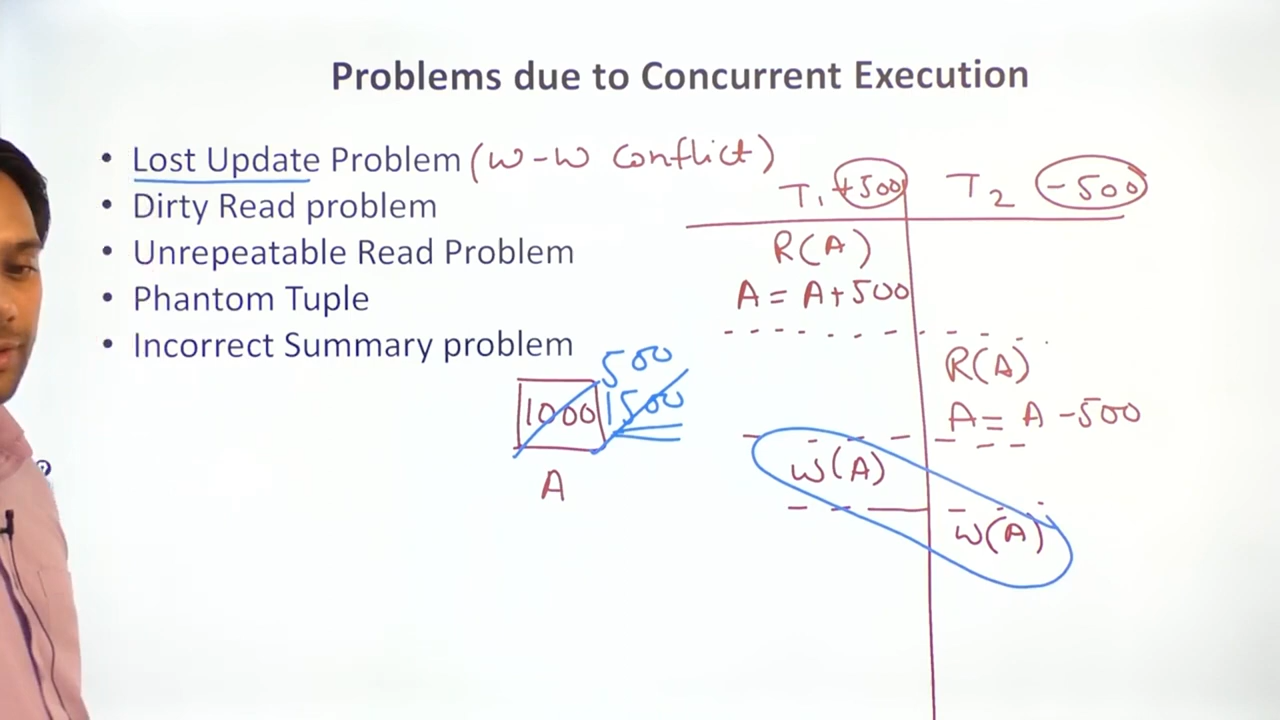 Problems due to Concurrent Execution
• Lost Update Problem (W-W Conflict)
• Dirty Read problem
• Unrepeatable Read Problem
• Phantom Tuple
• Incorrect Summary problem
T1 +500 T2 -500
R(A)
A = A+500
R(A)
A = A -500
W(A)
W(A)
500
1000 1500
A